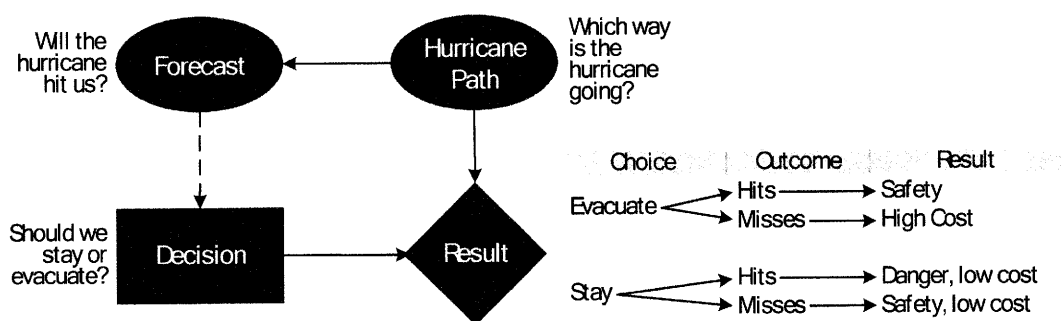 Will the
hurricane
hit us?
Forecast
Hurricane
Path
Which way
is the
hurricane
going?
Should we
stay or
evacuate?
Decision
Result
Choice Outcome Result
Evacuate
Hits Safety
Misses High Cost
Stay
Hits Danger, low cost
Misses Safety, low cost